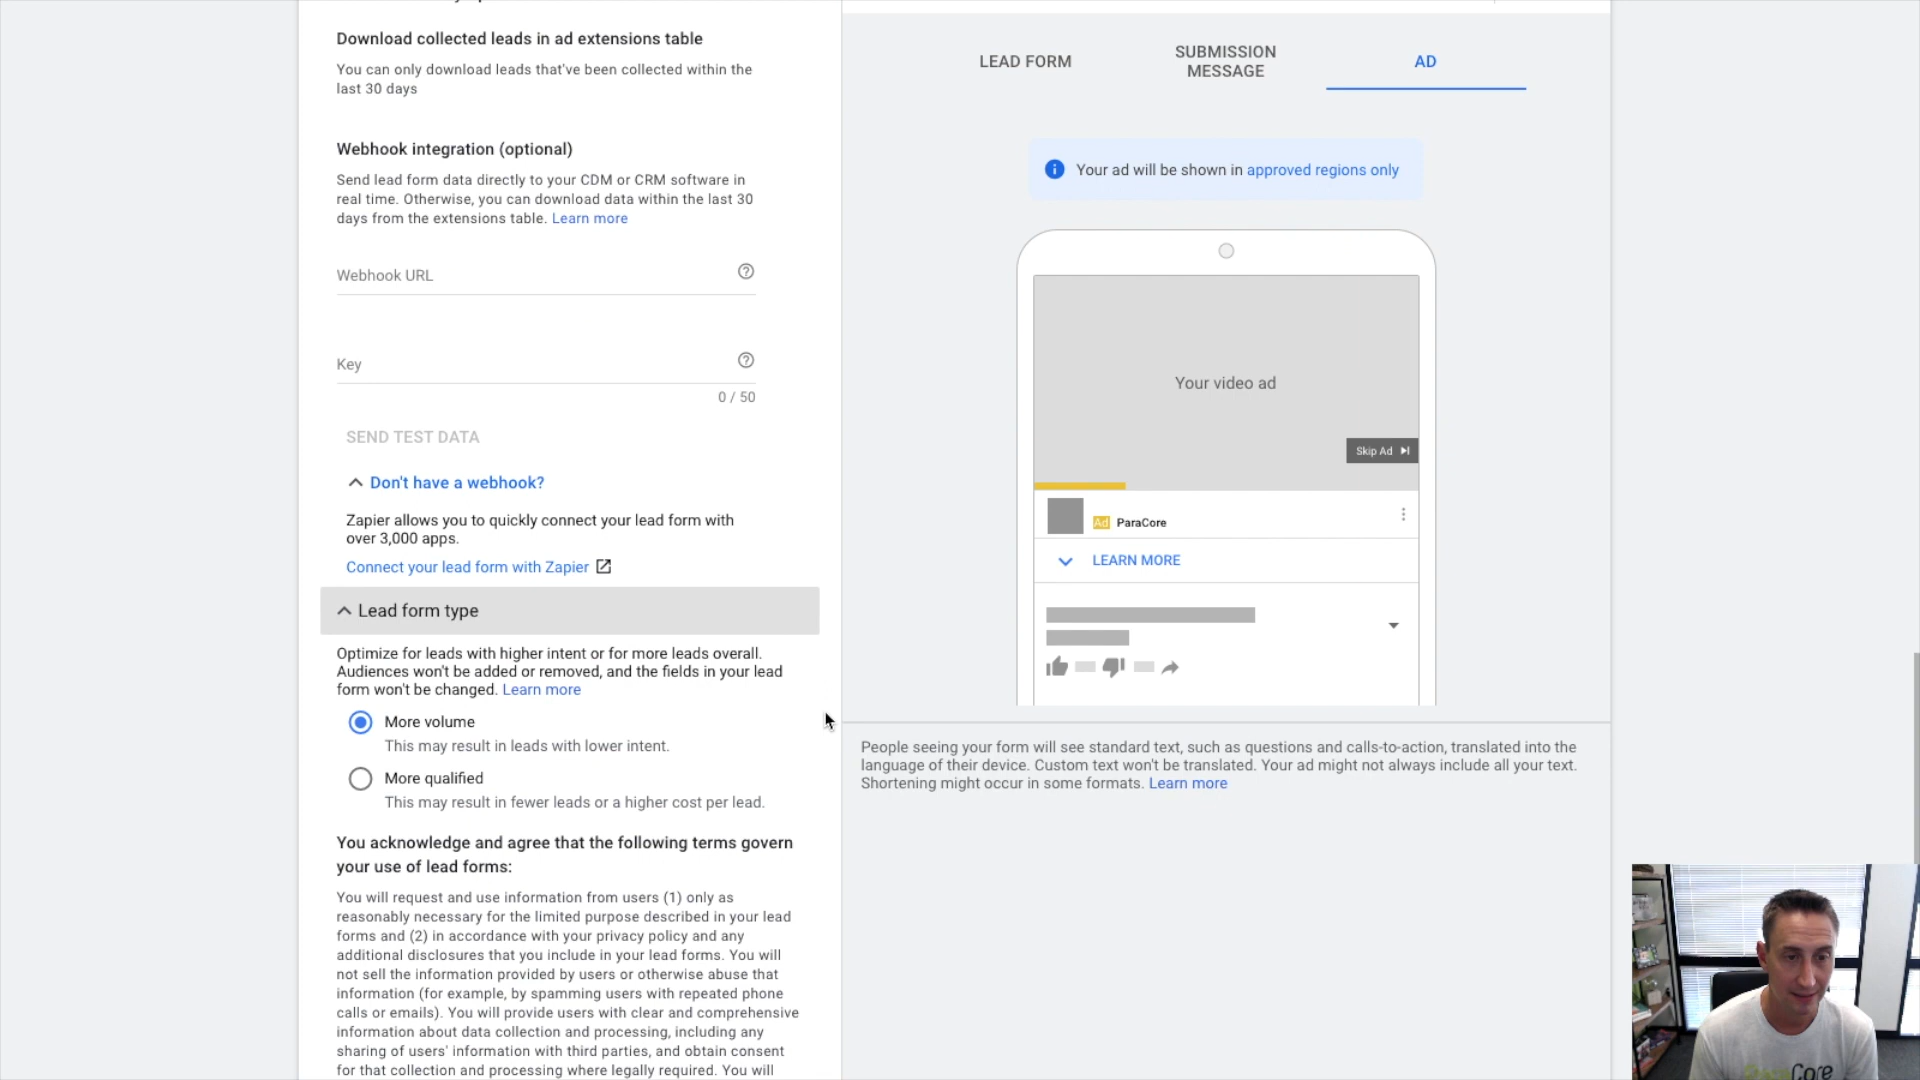 Download collected leads in ad extensions table
You can only download leads that've been collected within the
last 30 days
Webhook integration (optional)
Send lead form data directly to your CDM or CRM software in
real time. Otherwise, you can download data within the last 30
days from the extensions table. Learn more
Webhook URL
Key
0 / 50
SEND TEST DATA
Don't have a webhook?
Zapier allows you to quickly connect your lead form with
over 3,000 apps.
Connect your lead form with Zapier
Lead form type
Optimize for leads with higher intent or for more leads overall.
Audiences won't be added or removed, and the fields in your lead
form won't be changed. Learn more
More volume
This may result in leads with lower intent.
More qualified
This may result in fewer leads or a higher cost per lead.
You acknowledge and agree that the following terms govern
your use of lead forms:
You will request and use information from users (1) only as
reasonably necessary for the limited purpose described in your lead
forms and (2) in accordance with your privacy policy and any
additional disclosures that you include in your lead forms. You will
not sell the information provided by users or otherwise abuse that
information (for example, by spamming users with repeated phone
calls or emails). You will provide users with clear and comprehensive
information about data collection and processing, including any
sharing of users' information with third parties, and obtain consent
for that collection and processing where legally required. You will
LEAD FORM
SUBMISSION
MESSAGE
AD
Your ad will be shown in approved regions only
Your video ad
Skip Ad
Ad ParaCore
LEARN MORE
People seeing your form will see standard text, such as questions and calls-to-action, translated into the
language of their device. Custom text won't be translated. Your ad might not always include all your text.
Shortening might occur in some formats. Learn more
ParaCore